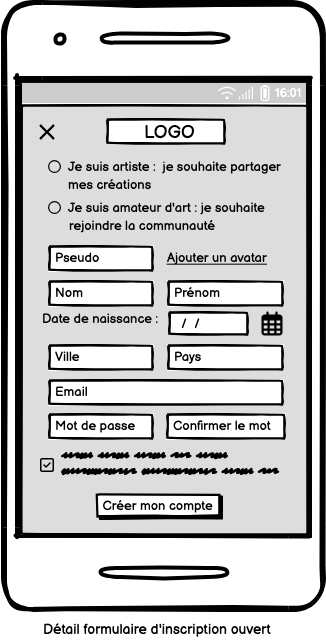 16:01
LOGO
Je suis artiste : je souhaite partager
mes créations
Je suis amateur d'art : je souhaite
rejoindre la communauté
Pseudo Ajouter un avatar
Nom Prénom
Date de naissance : / /
Ville Pays
Email
Mot de passe Confirmer le mot
Créer mon compte
Détail formulaire d'inscription ouvert